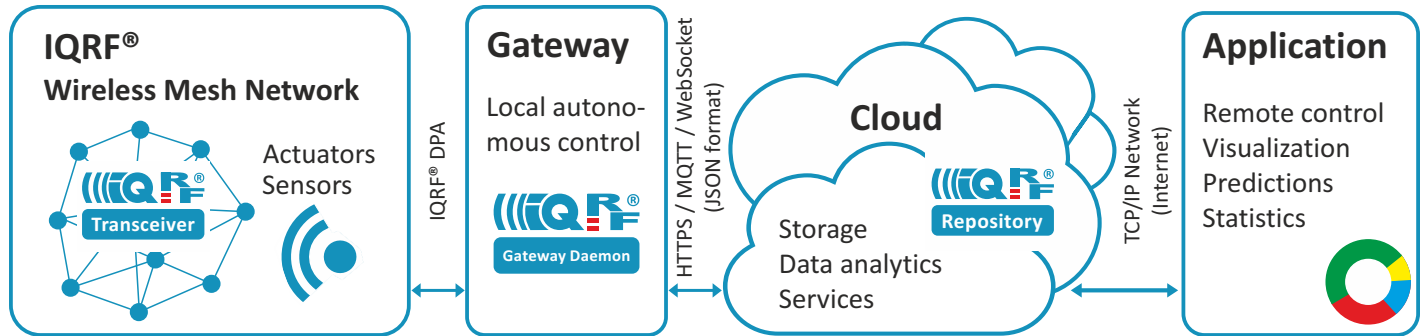 IQRF®
Wireless Mesh Network
Actuators
Sensors
IQRF®
Transceiver
IQRF® DPA
Gateway
Local autono-
mous control
IQRF®
Gateway Daemon
HTTPS / MQTT / WebSocket
(JSON format)
Cloud
IQRF®
Repository
Storage
Data analytics
Services
TCP/IP Network
(Internet)
Application
Remote control
Visualization
Predictions
Statistics